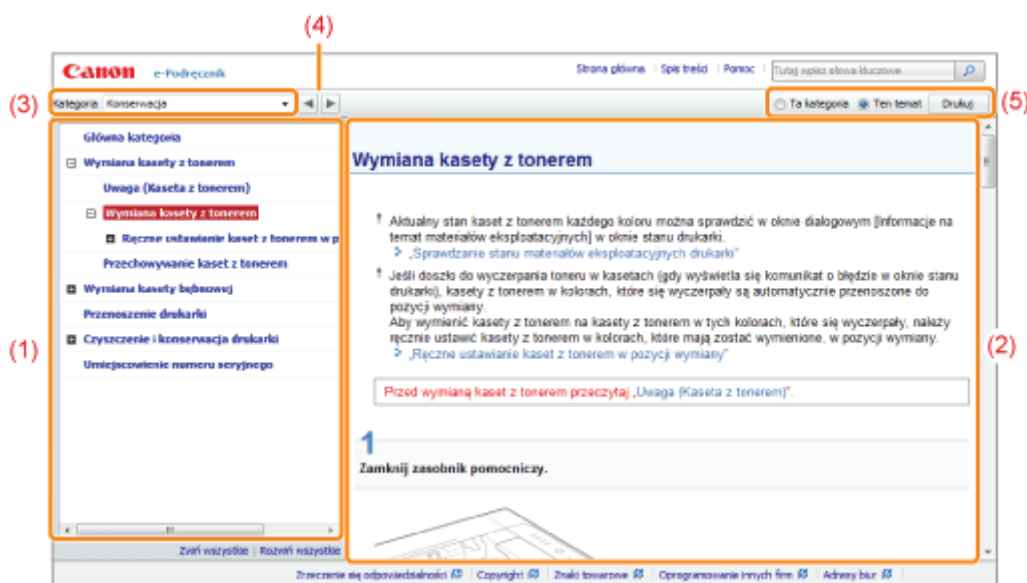 (4)
Canon e-Podręcznik Strona główna Spis treści Pomoc Tutaj wpisz słowa kluczowe
(3) Kategoria Konserwacja Ta kategoria Ten temat Drukuj (5)
Główna kategoria
Wymiana kasety z tonerem
Uwaga (Kaseta z tonerem)
Wymiana kasety z tonerem
Ręczne ustawianie kaset z tonerem w p
Przechowywanie kaset z tonerem
Wymiana kasety bębnowej
Przenoszenie drukarki
(1) Czyszczenie i konserwacja drukarki
Umiejscowienie numeru seryjnego
Zwiń wszystkie | Rozwiń wszystkie
Wymiana kasety z tonerem
Aktualny stan kaset z tonerem każdego koloru można sprawdzić w oknie dialogowym [Informacje na
temat materiałów eksploatacyjnych] w oknie stanu drukarki.
„Sprawdzanie stanu materiałów eksploatacyjnych drukarki”
Jeśli doszło do wyczerpania toneru w kasetach (gdy wyświetla się komunikat o błędzie w oknie stanu
drukarki), kasety z tonerem w kolorach, które się wyczerpały są automatycznie przenoszone do
pozycji wymiany.
Aby wymienić kasety z tonerem na kasety z tonerem w tych kolorach, które się wyczerpały, należy
ręcznie ustawić kasety z tonerem w kolorach, które mają zostać wymienione, w pozycji wymiany.
(2)
„Ręczne ustawianie kaset z tonerem w pozycji wymiany”
Przed wymianą kaset z tonerem przeczytaj „Uwaga (Kaseta z tonerem)”.
1
Zamknij zasobnik pomocniczy.
Zrzeczenie się odpowiedzialności Copyright Znaki towarowe Oprogramowanie innych firm Adresy biur